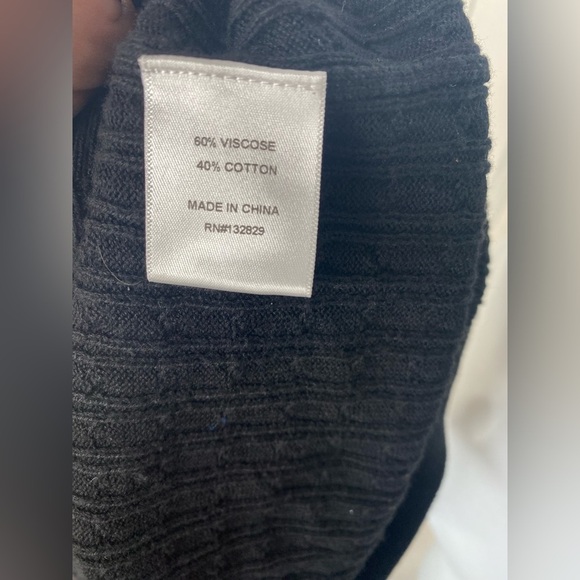 60% VISCOSE
40% COTTON
MADE IN CHINA
RN#132829